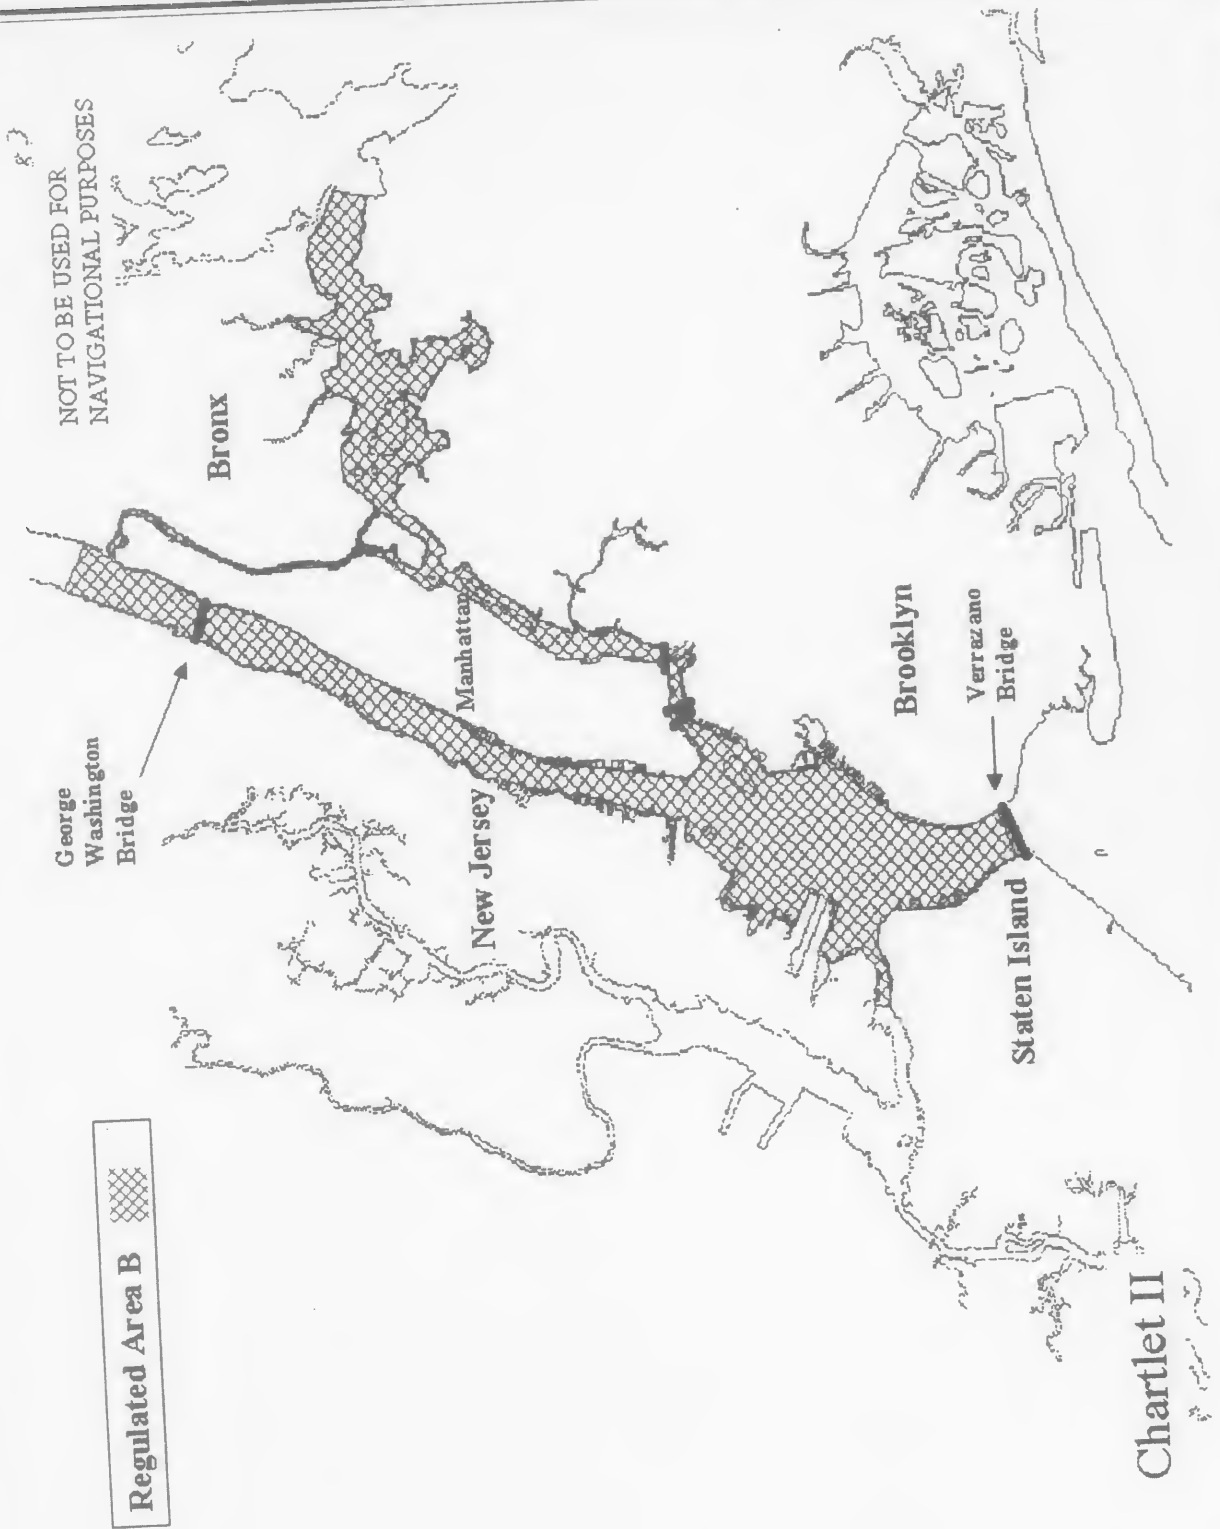 NOT TO BE USED FOR
NAVIGATIONAL PURPOSES
Regulated Area B
George
Washington
Bridge
Bronx
Manhattan
New Jersey
Brooklyn
Verrazano
Bridge
Staten Island
Chartlet II